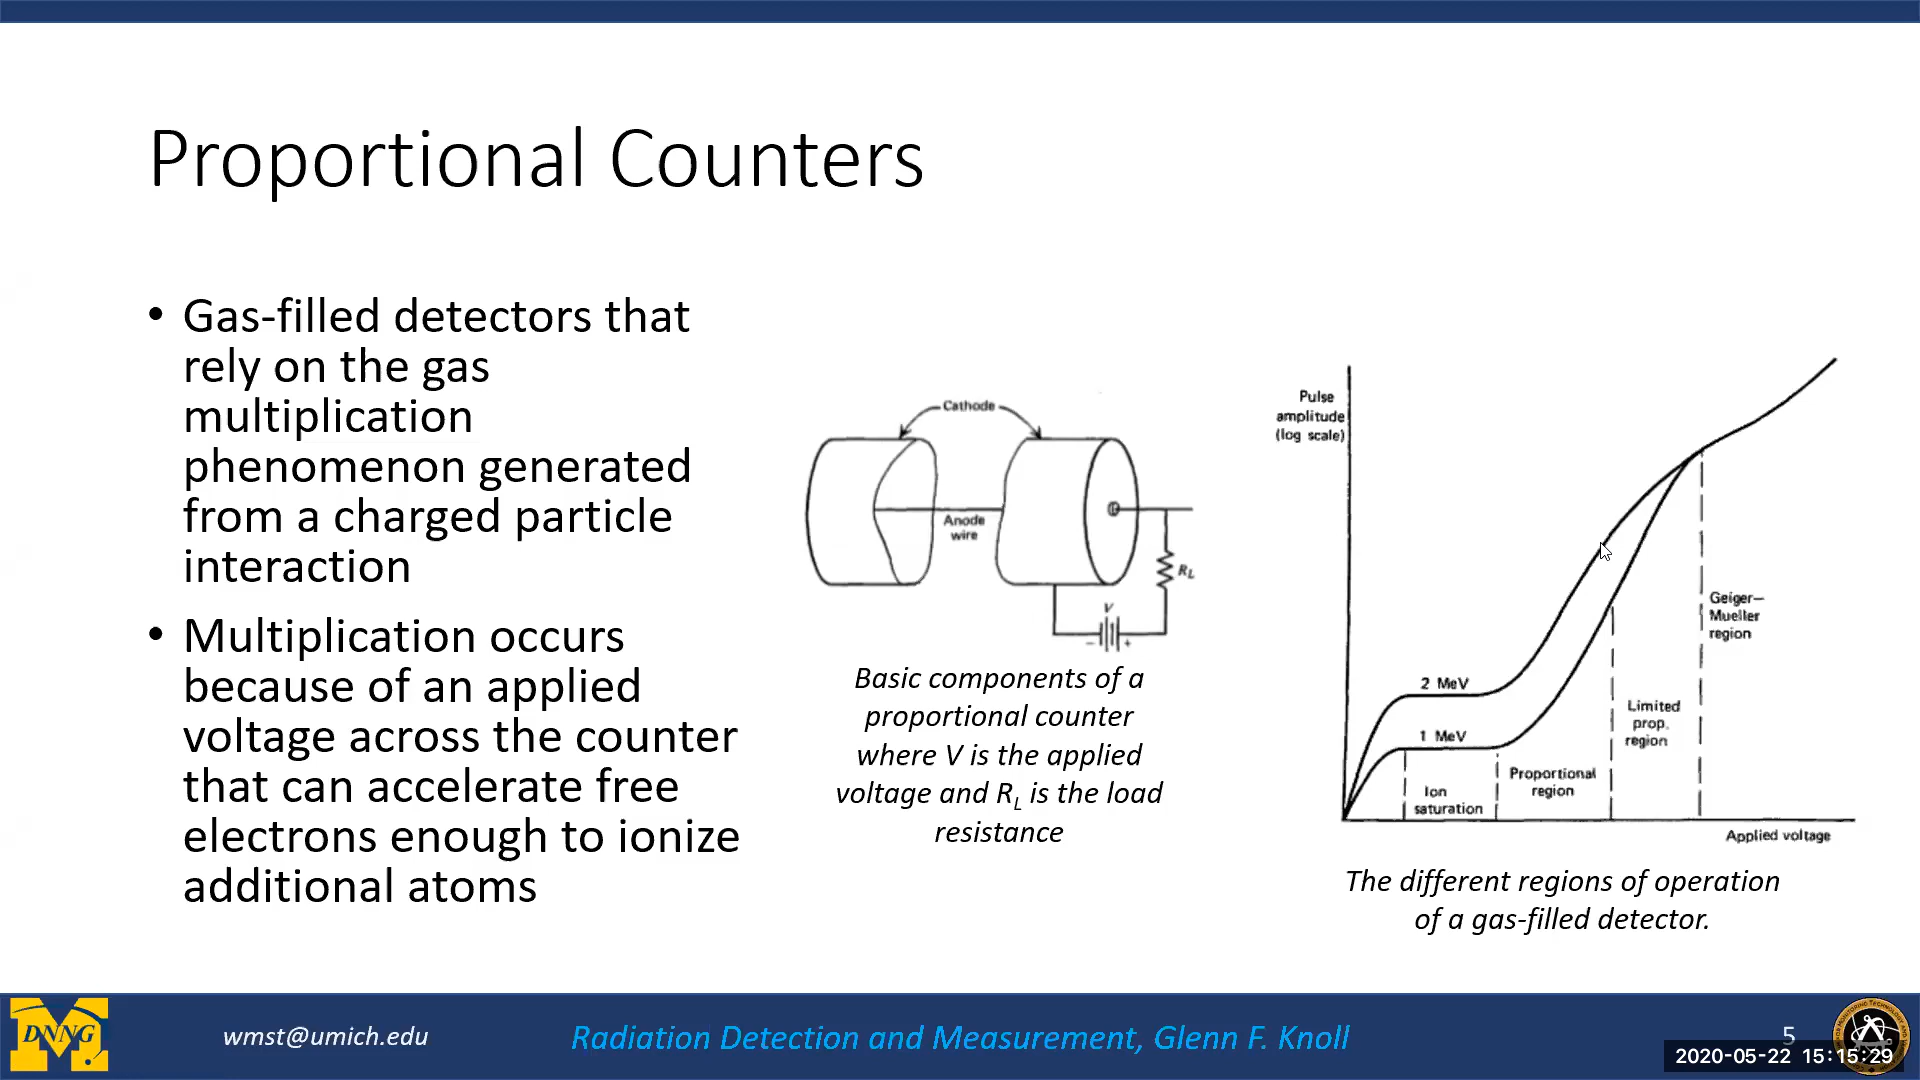 Proportional Counters
• Gas-filled detectors that
rely on the gas
multiplication
phenomenon generated
from a charged particle
interaction
• Multiplication occurs
because of an applied
voltage across the counter
that can accelerate free
electrons enough to ionize
additional atoms
Cathode
Anode
wire
RL
V
−
+
Basic components of a
proportional counter
where V is the applied
voltage and RL is the load
resistance
Pulse
amplitude
(log scale)
2 MeV
1 MeV
Ion
saturation
Proportional
region
Limited
prop.
region
Geiger—
Mueller
region
Applied voltage
The different regions of operation
of a gas-filled detector.
DNNG
wmst@umich.edu
Radiation Detection and Measurement, Glenn F. Knoll
5
2020-05-22 15:15:29